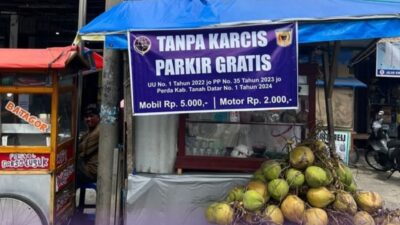 TANPA KARCIS
PARKIR GRATIS
UU No. 1 Tahun 2022 jo PP No. 35 Tahun 2023 jo
Perda Kab. Tanah Datar No. 1 Tahun 2024
Mobil Rp. 5.000,- Motor Rp. 2.000,-
BATAGOR